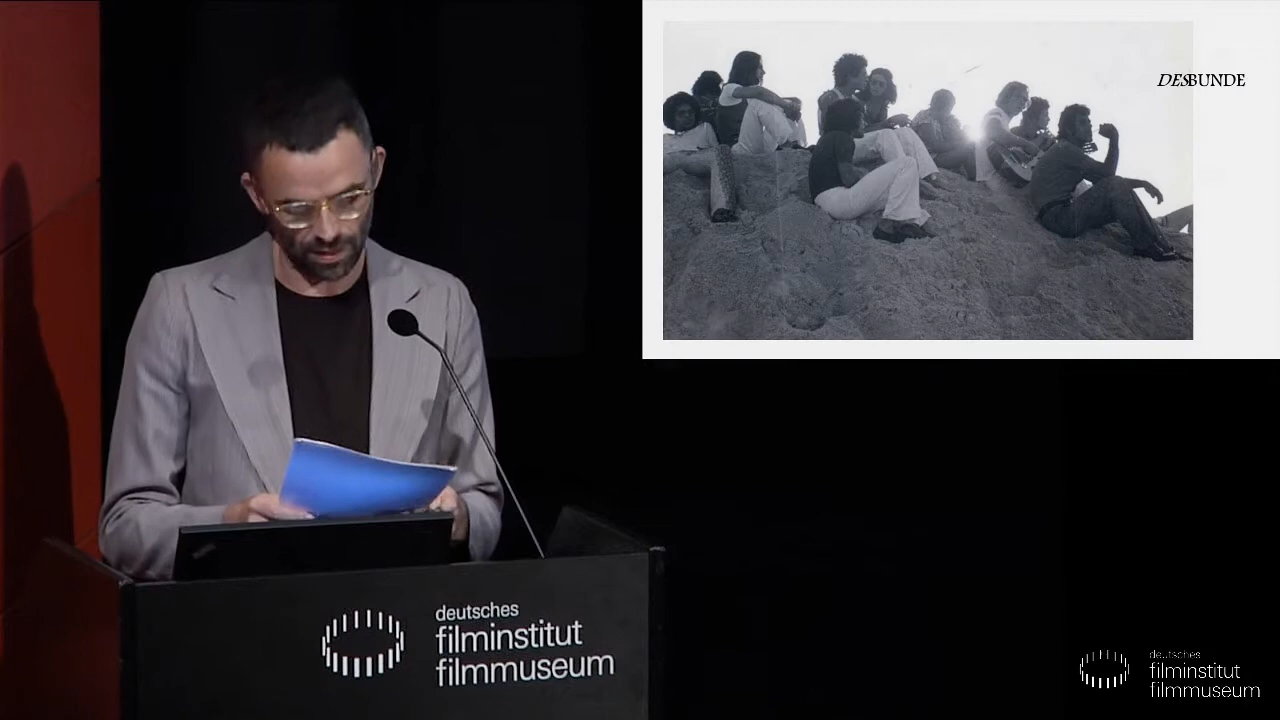 DESBUNDE
deutsches
filminstitut
filmmuseum
deutsches
filminstitut
filmmuseum